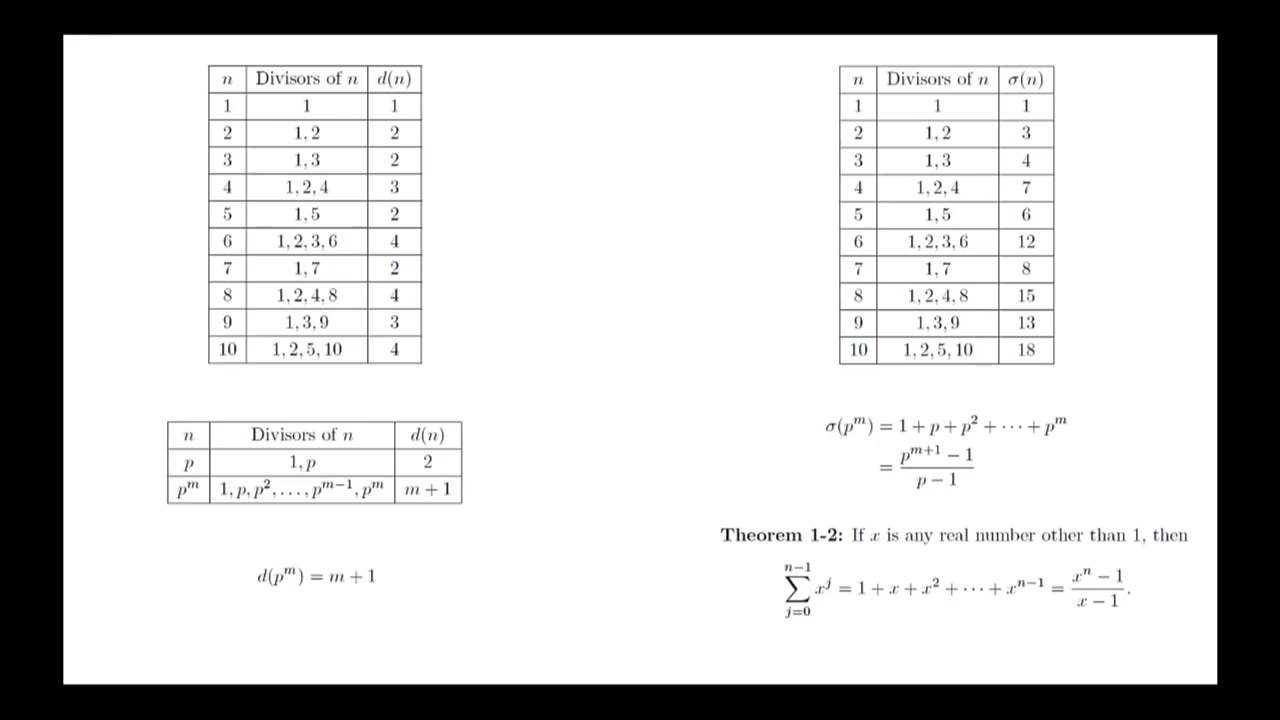 n Divisors of n d(n)
1 1 1
2 1, 2 2
3 1, 3 2
4 1, 2, 4 3
5 1, 5 2
6 1, 2, 3, 6 4
7 1, 7 2
8 1, 2, 4, 8 4
9 1, 3, 9 3
10 1, 2, 5, 10 4
n Divisors of n d(n)
p 1, p 2
p^m 1, p, p^2, . . . , p^{m−1}, p^m m + 1
d(p^m) = m + 1
n Divisors of n σ(n)
1 1 1
2 1, 2 3
3 1, 3 4
4 1, 2, 4 7
5 1, 5 6
6 1, 2, 3, 6 12
7 1, 7 8
8 1, 2, 4, 8 15
9 1, 3, 9 13
10 1, 2, 5, 10 18
σ(p^m) = 1 + p + p^2 + · · · + p^m
= \frac{p^{m+1} − 1}{p − 1}
Theorem 1-2: If x is any real number other than 1, then
\sum_{j=0}^{n−1} x^j = 1 + x + x^2 + · · · + x^{n−1} = \frac{x^n − 1}{x − 1}.